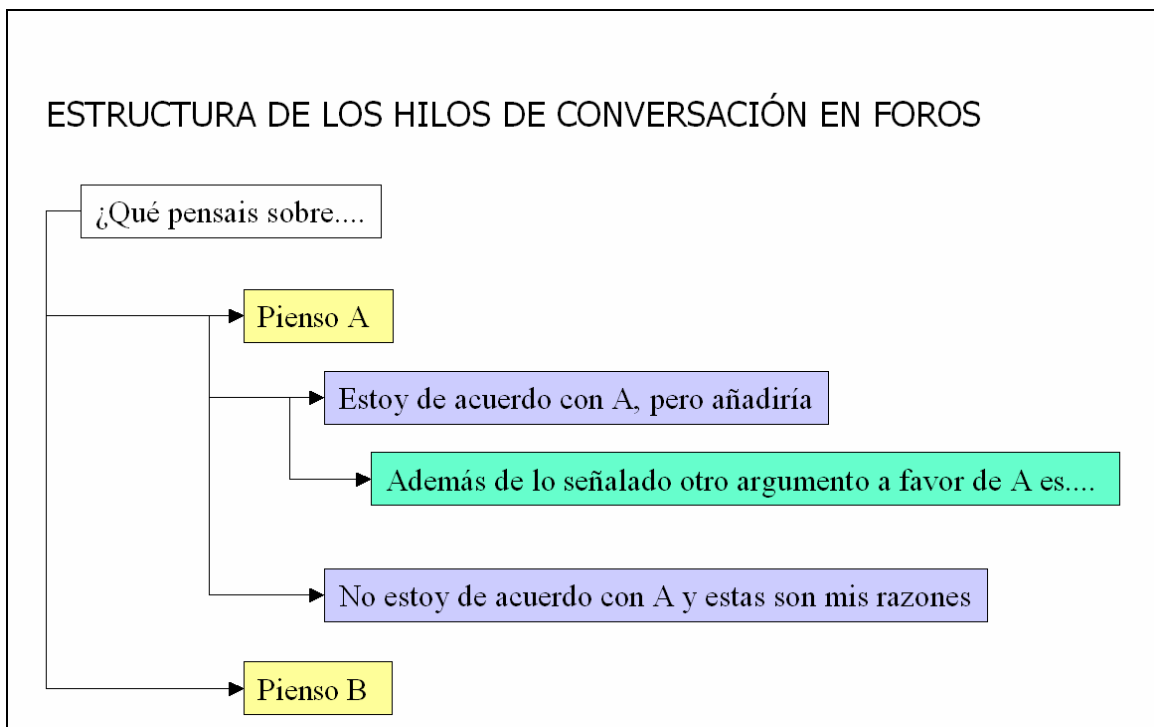 ESTRUCTURA DE LOS HILOS DE CONVERSACIÓN EN FOROS
¿Qué pensais sobre....
Pienso A
Estoy de acuerdo con A, pero añadiría
Además de lo señalado otro argumento a favor de A es....
No estoy de acuerdo con A y estas son mis razones
Pienso B